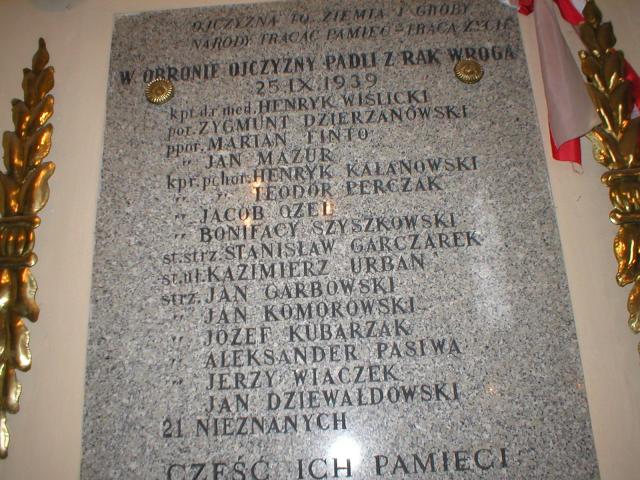 OJCZYZNA TO ZIEMIA I GROBY
NARODY TRACĄC PAMIĘĆ - TRACĄ ŻYCIE
W OBRONIE OJCZYZNY PADLI Z RĄK WROGA
25 IX 1939
kpt.dr med. HENRYK WIŚLICKI
por. ZYGMUNT DZIERŻANOWSKI
ppor. MARIAN TINTO
" JAN MAZUR
kpr.pchor. HENRYK KAŁANOWSKI
" " TEODOR PERCZAK
" JACOB OZEL
" BONIFACY SZYSZKOWSKI
st.strz. STANISŁAW GARCZAREK
st.uł. KAZIMIERZ URBAN
strz. JAN GARBOWSKI
" JAN KOMOROWSKI
" JÓZEF KUBARZAK
" ALEKSANDER PASIWA
" JERZY WIĄCZEK
JAN DZIEWAŁDOWSKI
21 NIEZNANYCH
CZEŚĆ ICH PAMIĘCI